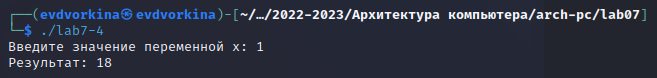 ┌──(evdvorkina㉿evdvorkina)-[~/…/2022-2023/Архитектура компьютера/arch-pc/lab07]
└─$ ./lab7-4
Введите значение переменной x: 1
Результат: 18